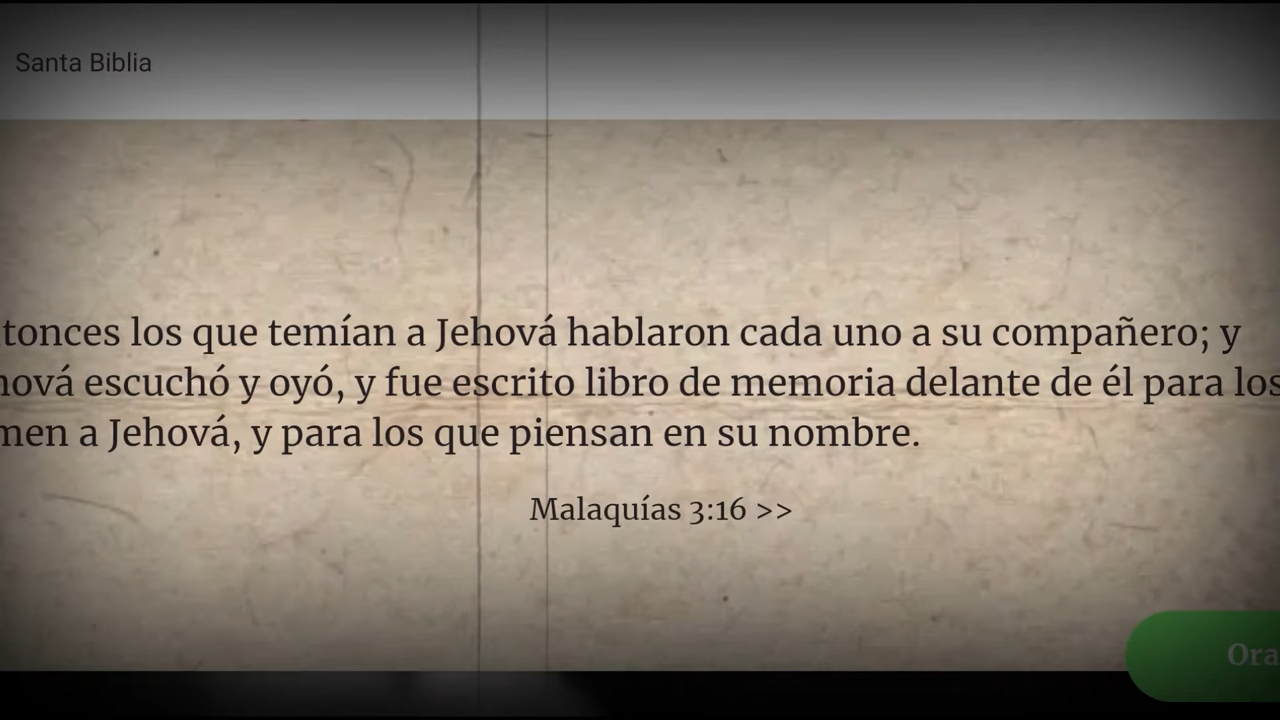 Santa Biblia
tonces los que temían a Jehová hablaron cada uno a su compañero; y
nová escuchó y oyó, y fue escrito libro de memoria delante de él para los
men a Jehová, y para los que piensan en su nombre.
Malaquías 3:16 >>
Ora